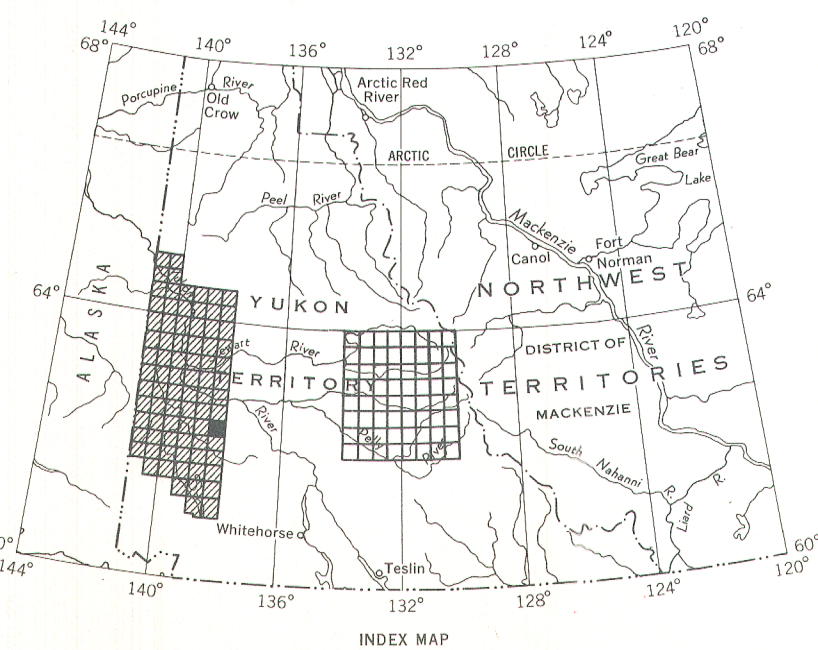 144° 140° 136° 132° 128° 124° 120°
68° 68°
Porcupine River
Old
Crow
Arctic Red
River
ARCTIC CIRCLE
Great Bear
Lake
Peel River
Mackenzie
Canol
Fort
Norman
64° ALASKA YUKON NORTHWEST 64°
River
River
DISTRICT OF
TERRITORY TERRITORIES
MACKENZIE
River
Pelly
River
South
Nahanni
R.
R.
Liard
Whitehorse
Teslin
0° 60°
144° 140° 136° 132° 128° 124° 120°
INDEX MAP